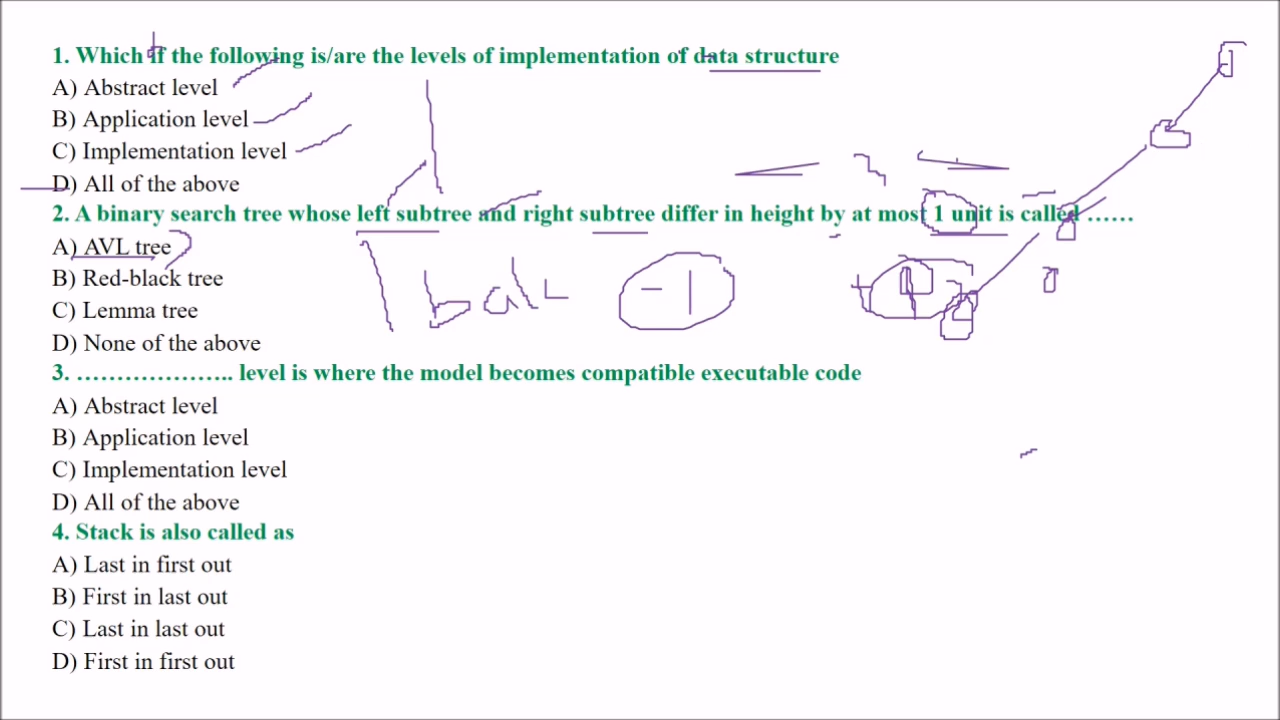 1. Which if the following is/are the levels of implementation of data structure
A) Abstract level
B) Application level
C) Implementation level
D) All of the above
2. A binary search tree whose left subtree and right subtree differ in height by at most 1 unit is called ......
A) AVL tree
B) Red-black tree
C) Lemma tree
D) None of the above
bal -1 +1
3. .................... level is where the model becomes compatible executable code
A) Abstract level
B) Application level
C) Implementation level
D) All of the above
4. Stack is also called as
A) Last in first out
B) First in last out
C) Last in last out
D) First in first out